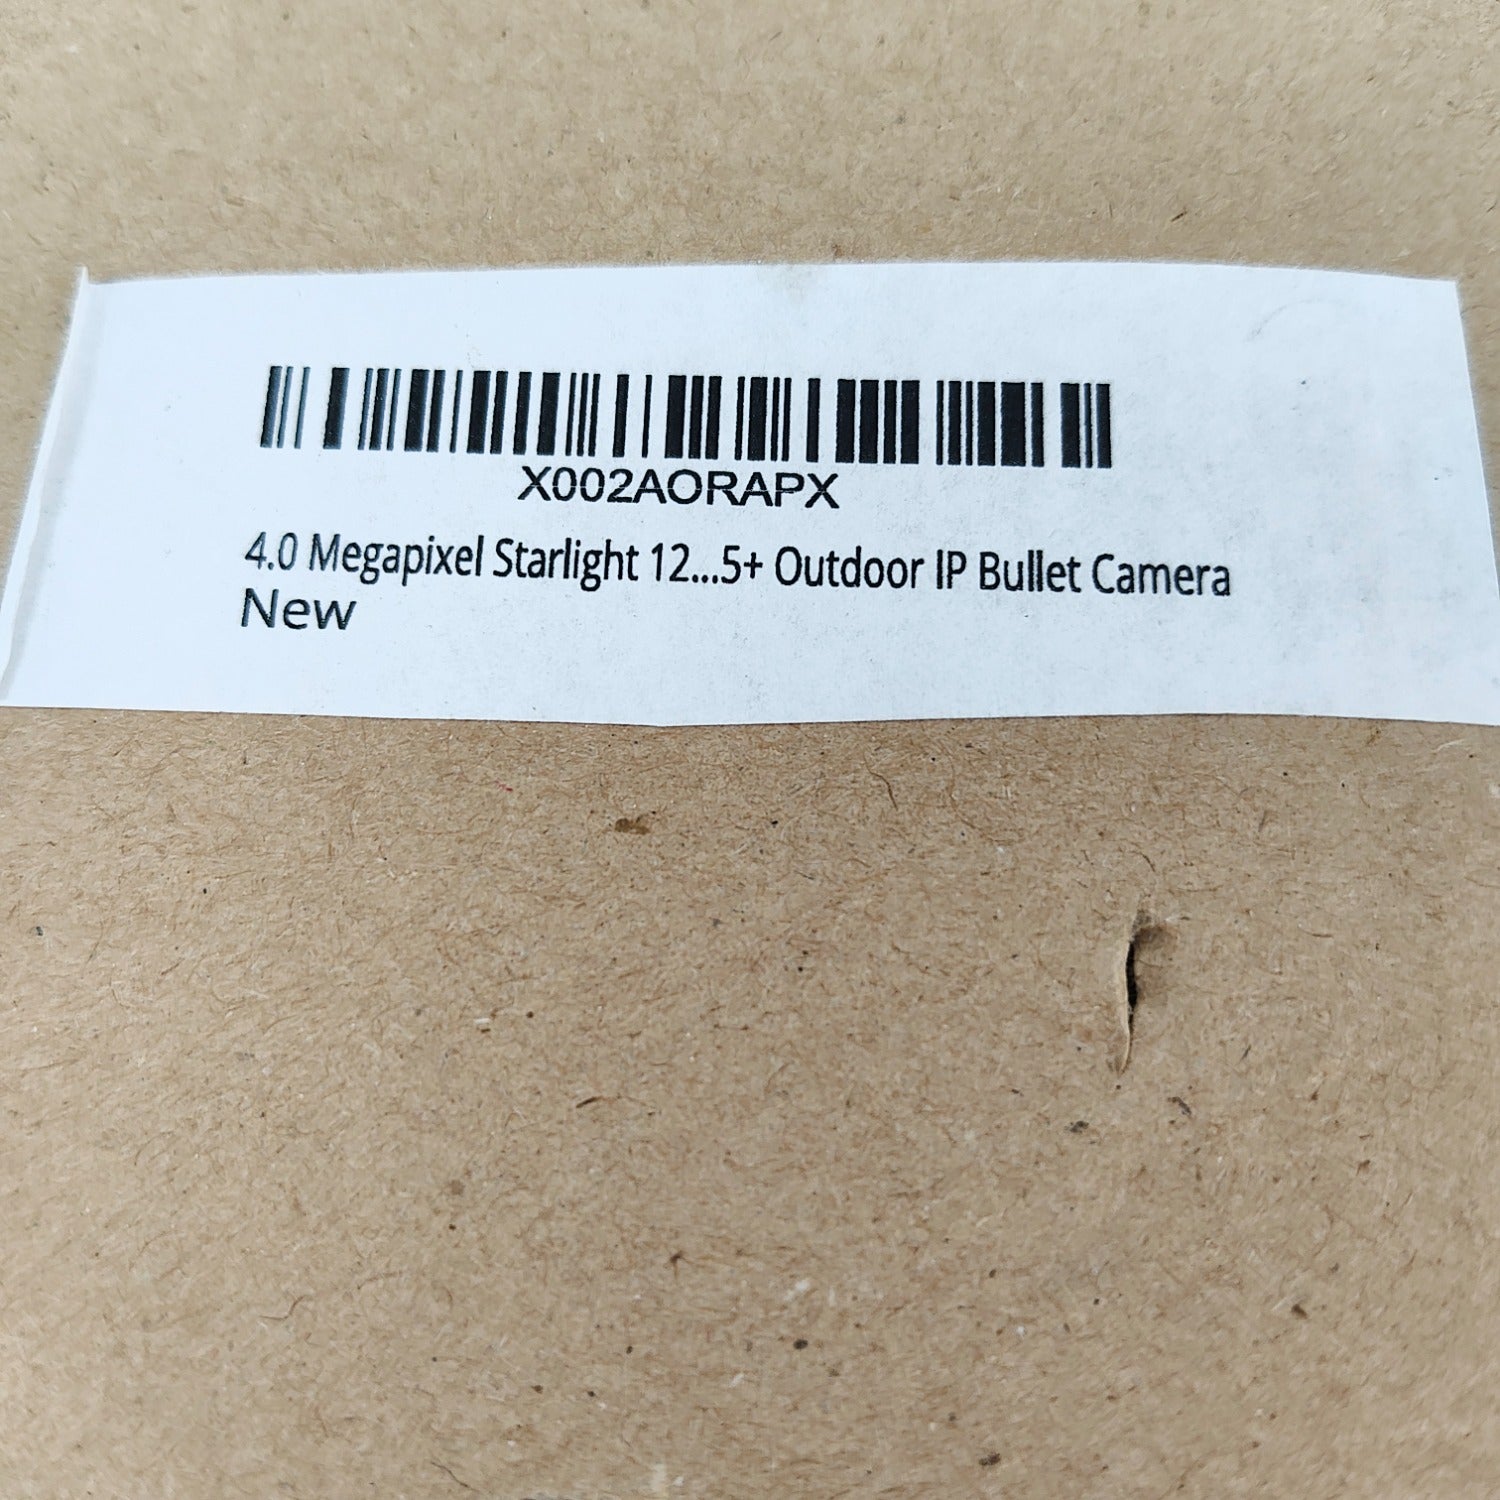 X002AORAPX
4.0 Megapixel Starlight 12...5+ Outdoor IP Bullet Camera
New